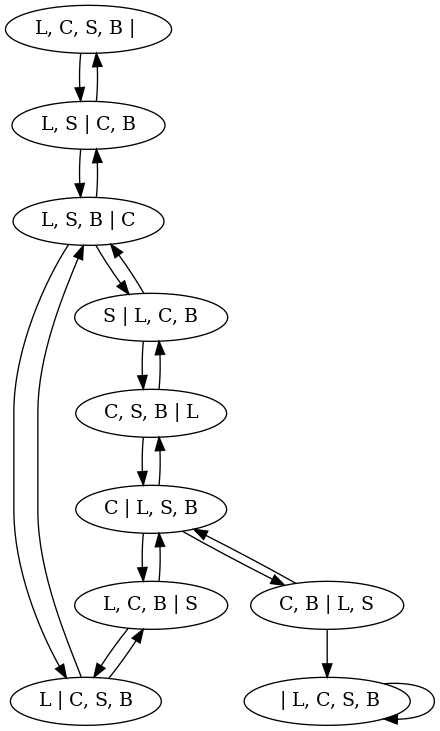 L, C, S, B |
L, S | C, B
L, S, B | C
S | L, C, B
C, S, B | L
C | L, S, B
L, C, B | S
C, B | L, S
L | C, S, B
| L, C, S, B